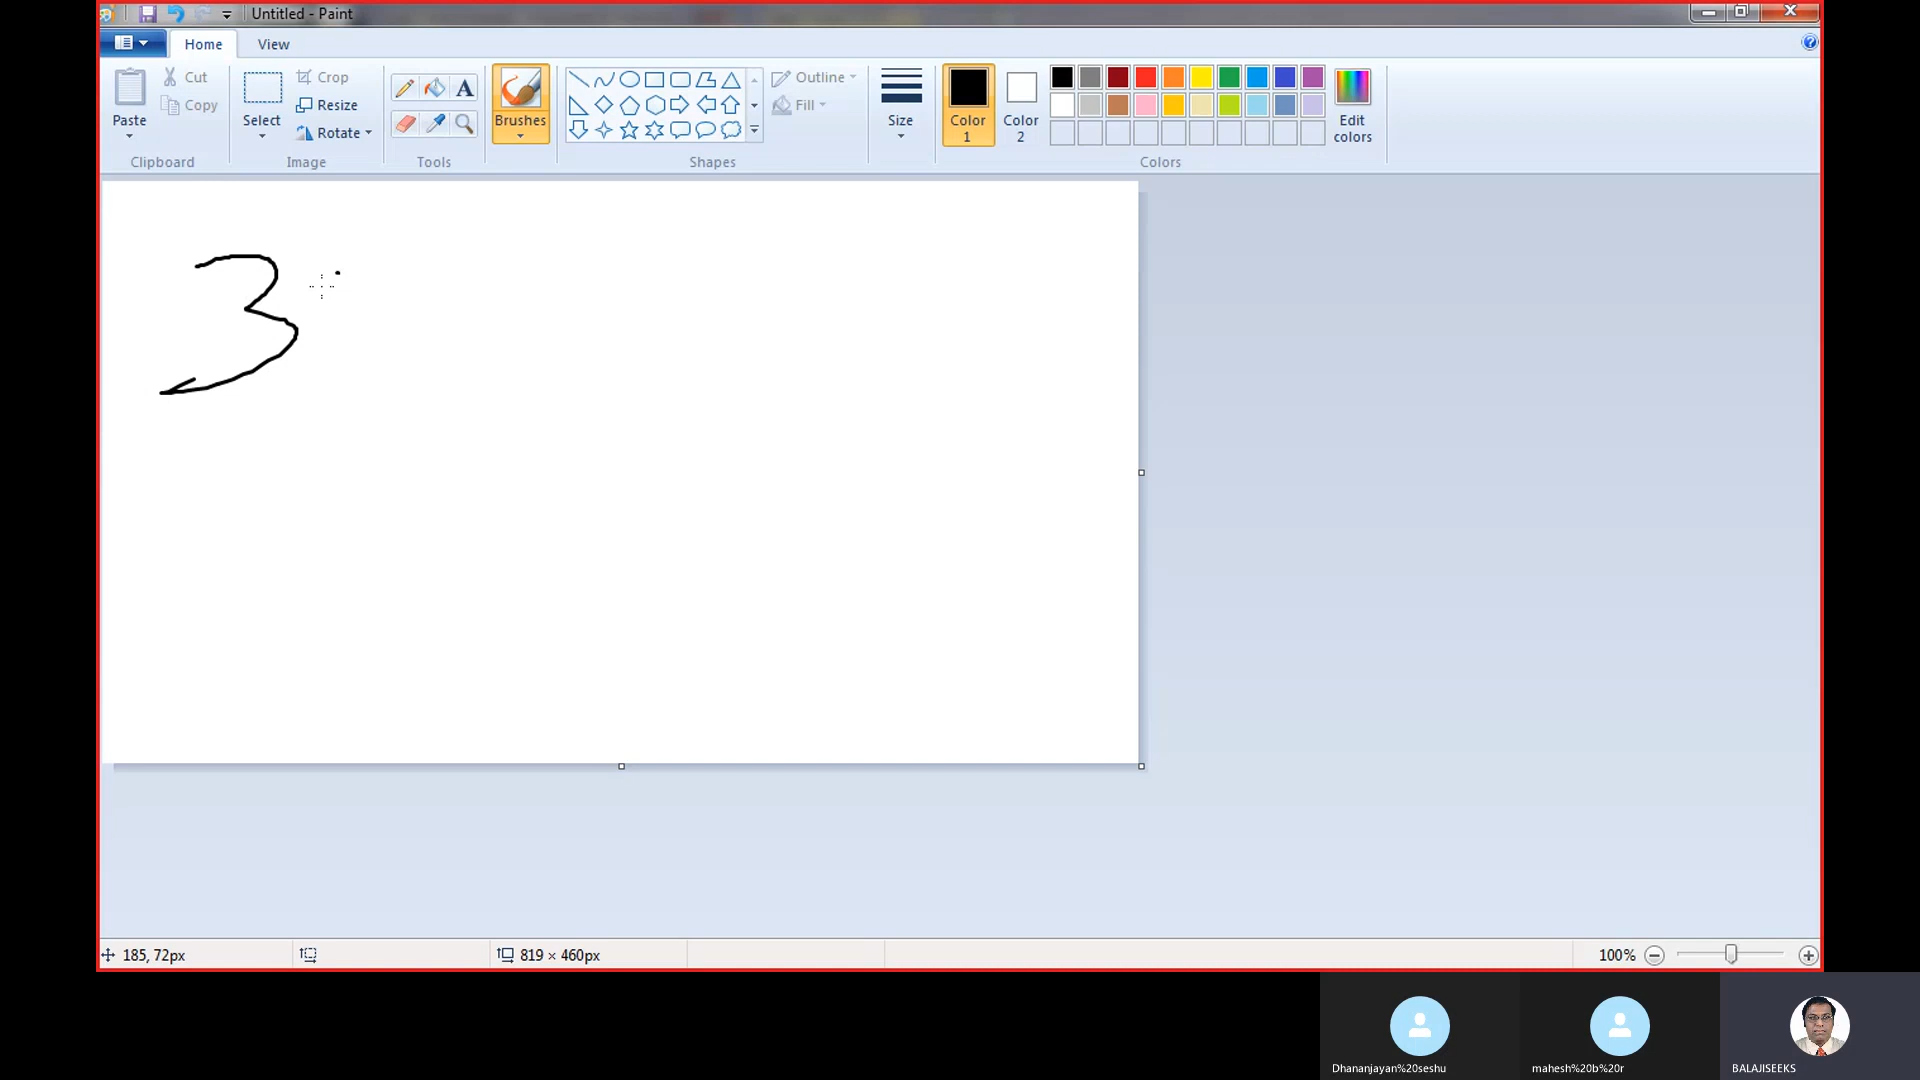 Untitled - Paint
Home View
Paste Cut Copy Select Crop Resize Rotate Brushes Outline Fill Size Color 1 Color 2 Edit colors
Clipboard Image Tools Shapes Colors
3
185, 72px 819 × 460px 100%
Dhananjayan%20seshu mahesh%20b%20r BALAJISEEKS